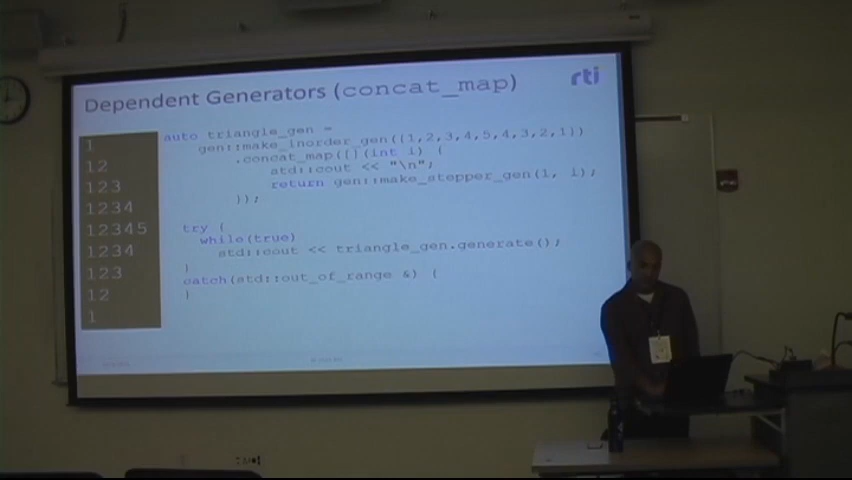 Dependent Generators (concat_map)
rti
1
12
123
1234
12345
1234
123
12
1
auto triangle_gen =
gen::make_inorder_gen({1,2,3,4,5,4,3,2,1})
.concat_map([](int i) {
std::cout << "\n";
return gen::make_stepper_gen(1, i);
});
try {
while(true)
std::cout << triangle_gen.generate();
}
catch(std::out_of_range &) {
}